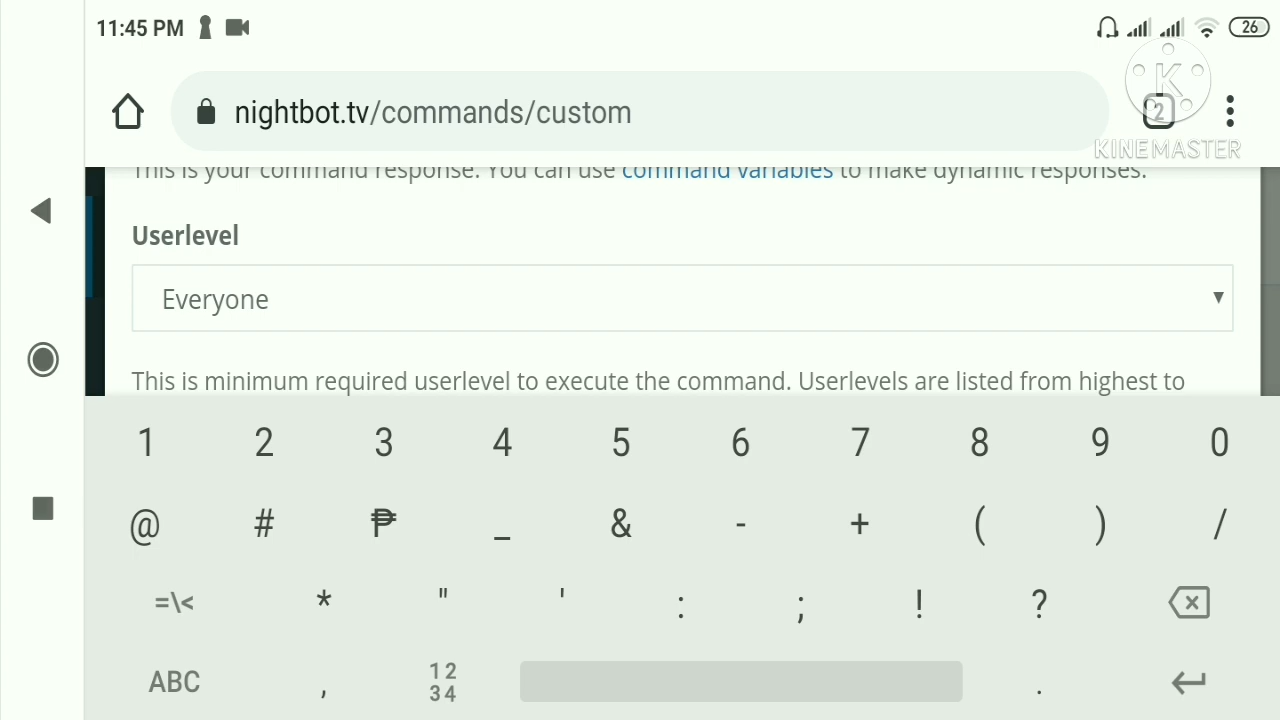 11:45 PM
26
nightbot.tv/commands/custom
2
K
KINEMASTER
This is your command response. You can use command variables to make dynamic responses.
Userlevel
Everyone
This is minimum required userlevel to execute the command. Userlevels are listed from highest to
1 2 3 4 5 6 7 8 9 0
@ # ₱ _ & - + ( ) /
=\< * " ' : ; ! ?
ABC , 12 34 .